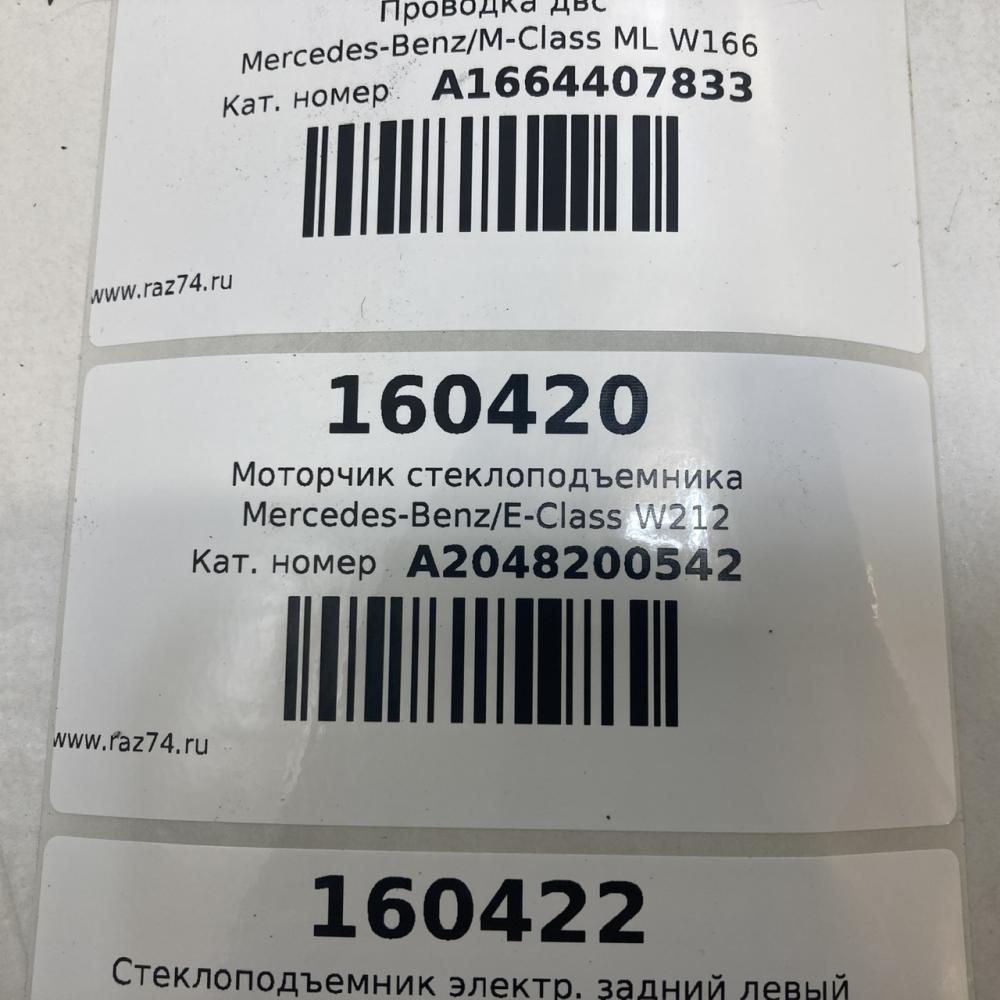 Проводка двс
Mercedes-Benz/M-Class ML W166
Кат. номер A1664407833
www.raz74.ru
160420
Моторчик стеклоподъемника
Mercedes-Benz/E-Class W212
Кат. номер A2048200542
www.raz74.ru
160422
Стеклоподъемник электр. задний левый